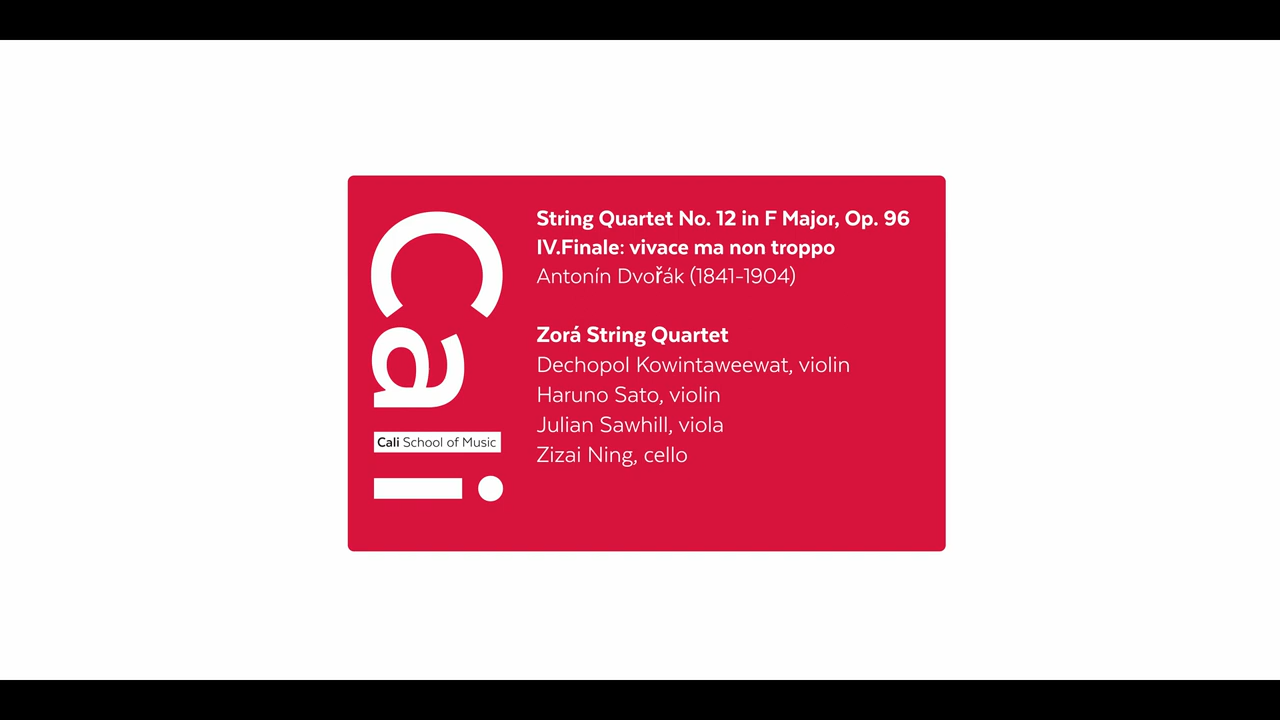 Cali
Cali School of Music
String Quartet No. 12 in F Major, Op. 96
IV.Finale: vivace ma non troppo
Antonín Dvořák (1841-1904)
Zorá String Quartet
Dechopol Kowintaweewat, violin
Haruno Sato, violin
Julian Sawhill, viola
Zizai Ning, cello